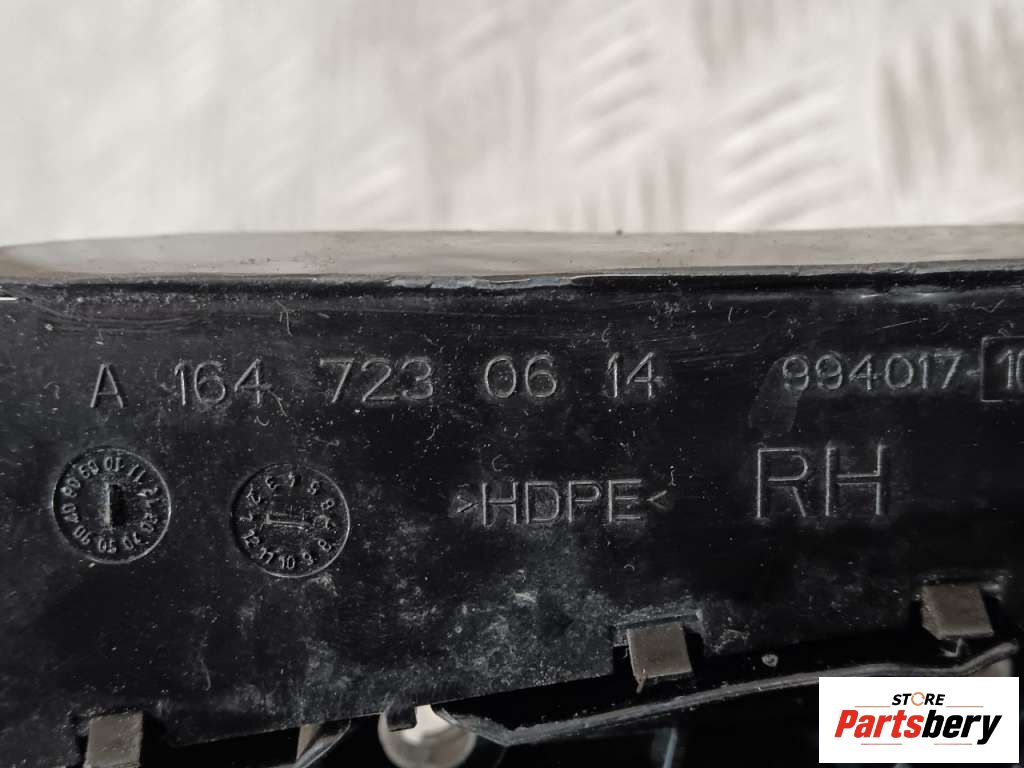 A 164 723 06 14 994017-
>HDPE< RH
STORE
Partsbery